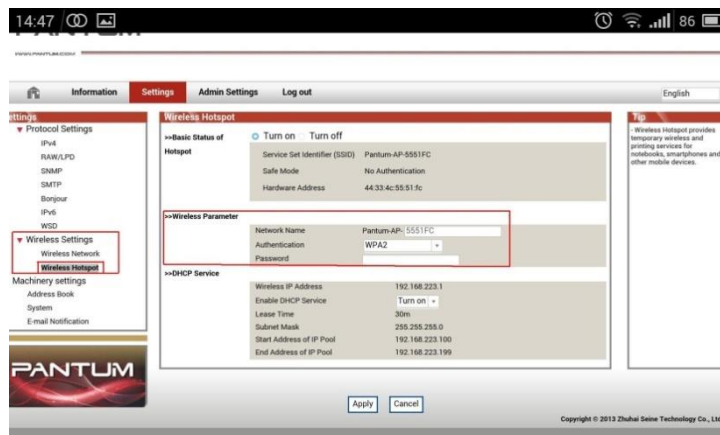 14:47 86
WWW.PANTUM.COM
Information Settings Admin Settings Log out English
Protocol Settings
IPv4
RAW/LPD
SNMP
SMTP
Bonjour
IPv6
WSD
Wireless Settings
Wireless Network
Wireless Hotspot
Machinery settings
Address Book
System
E-mail Notification
PANTUM
Wireless Hotspot
>>Basic Status of Hotspot
Turn on Turn off
Service Set Identifier (SSID) Pantum-AP-5551FC
Safe Mode No Authentication
Hardware Address 44:33:4c:55:51:fc
>>Wireless Parameter
Network Name Pantum-AP- 5551FC
Authentication WPA2
Password
>>DHCP Service
Wireless IP Address 192.168.223.1
Enable DHCP Service Turn on
Lease Time 30m
Subnet Mask 255.255.255.0
Start Address of IP Pool 192.168.223.100
End Address of IP Pool 192.168.223.199
Apply Cancel
Tip
- Wireless Hotspot provides
temporary wireless and
printing services for
notebooks, smartphones and
other mobile devices.
Copyright © 2013 Zhuhai Seine Technology Co., Ltd